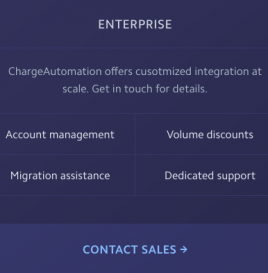 ENTERPRISE
ChargeAutomation offers cusotmized integration at
scale. Get in touch for details.
Account management
Volume discounts
Migration assistance
Dedicated support
CONTACT SALES →